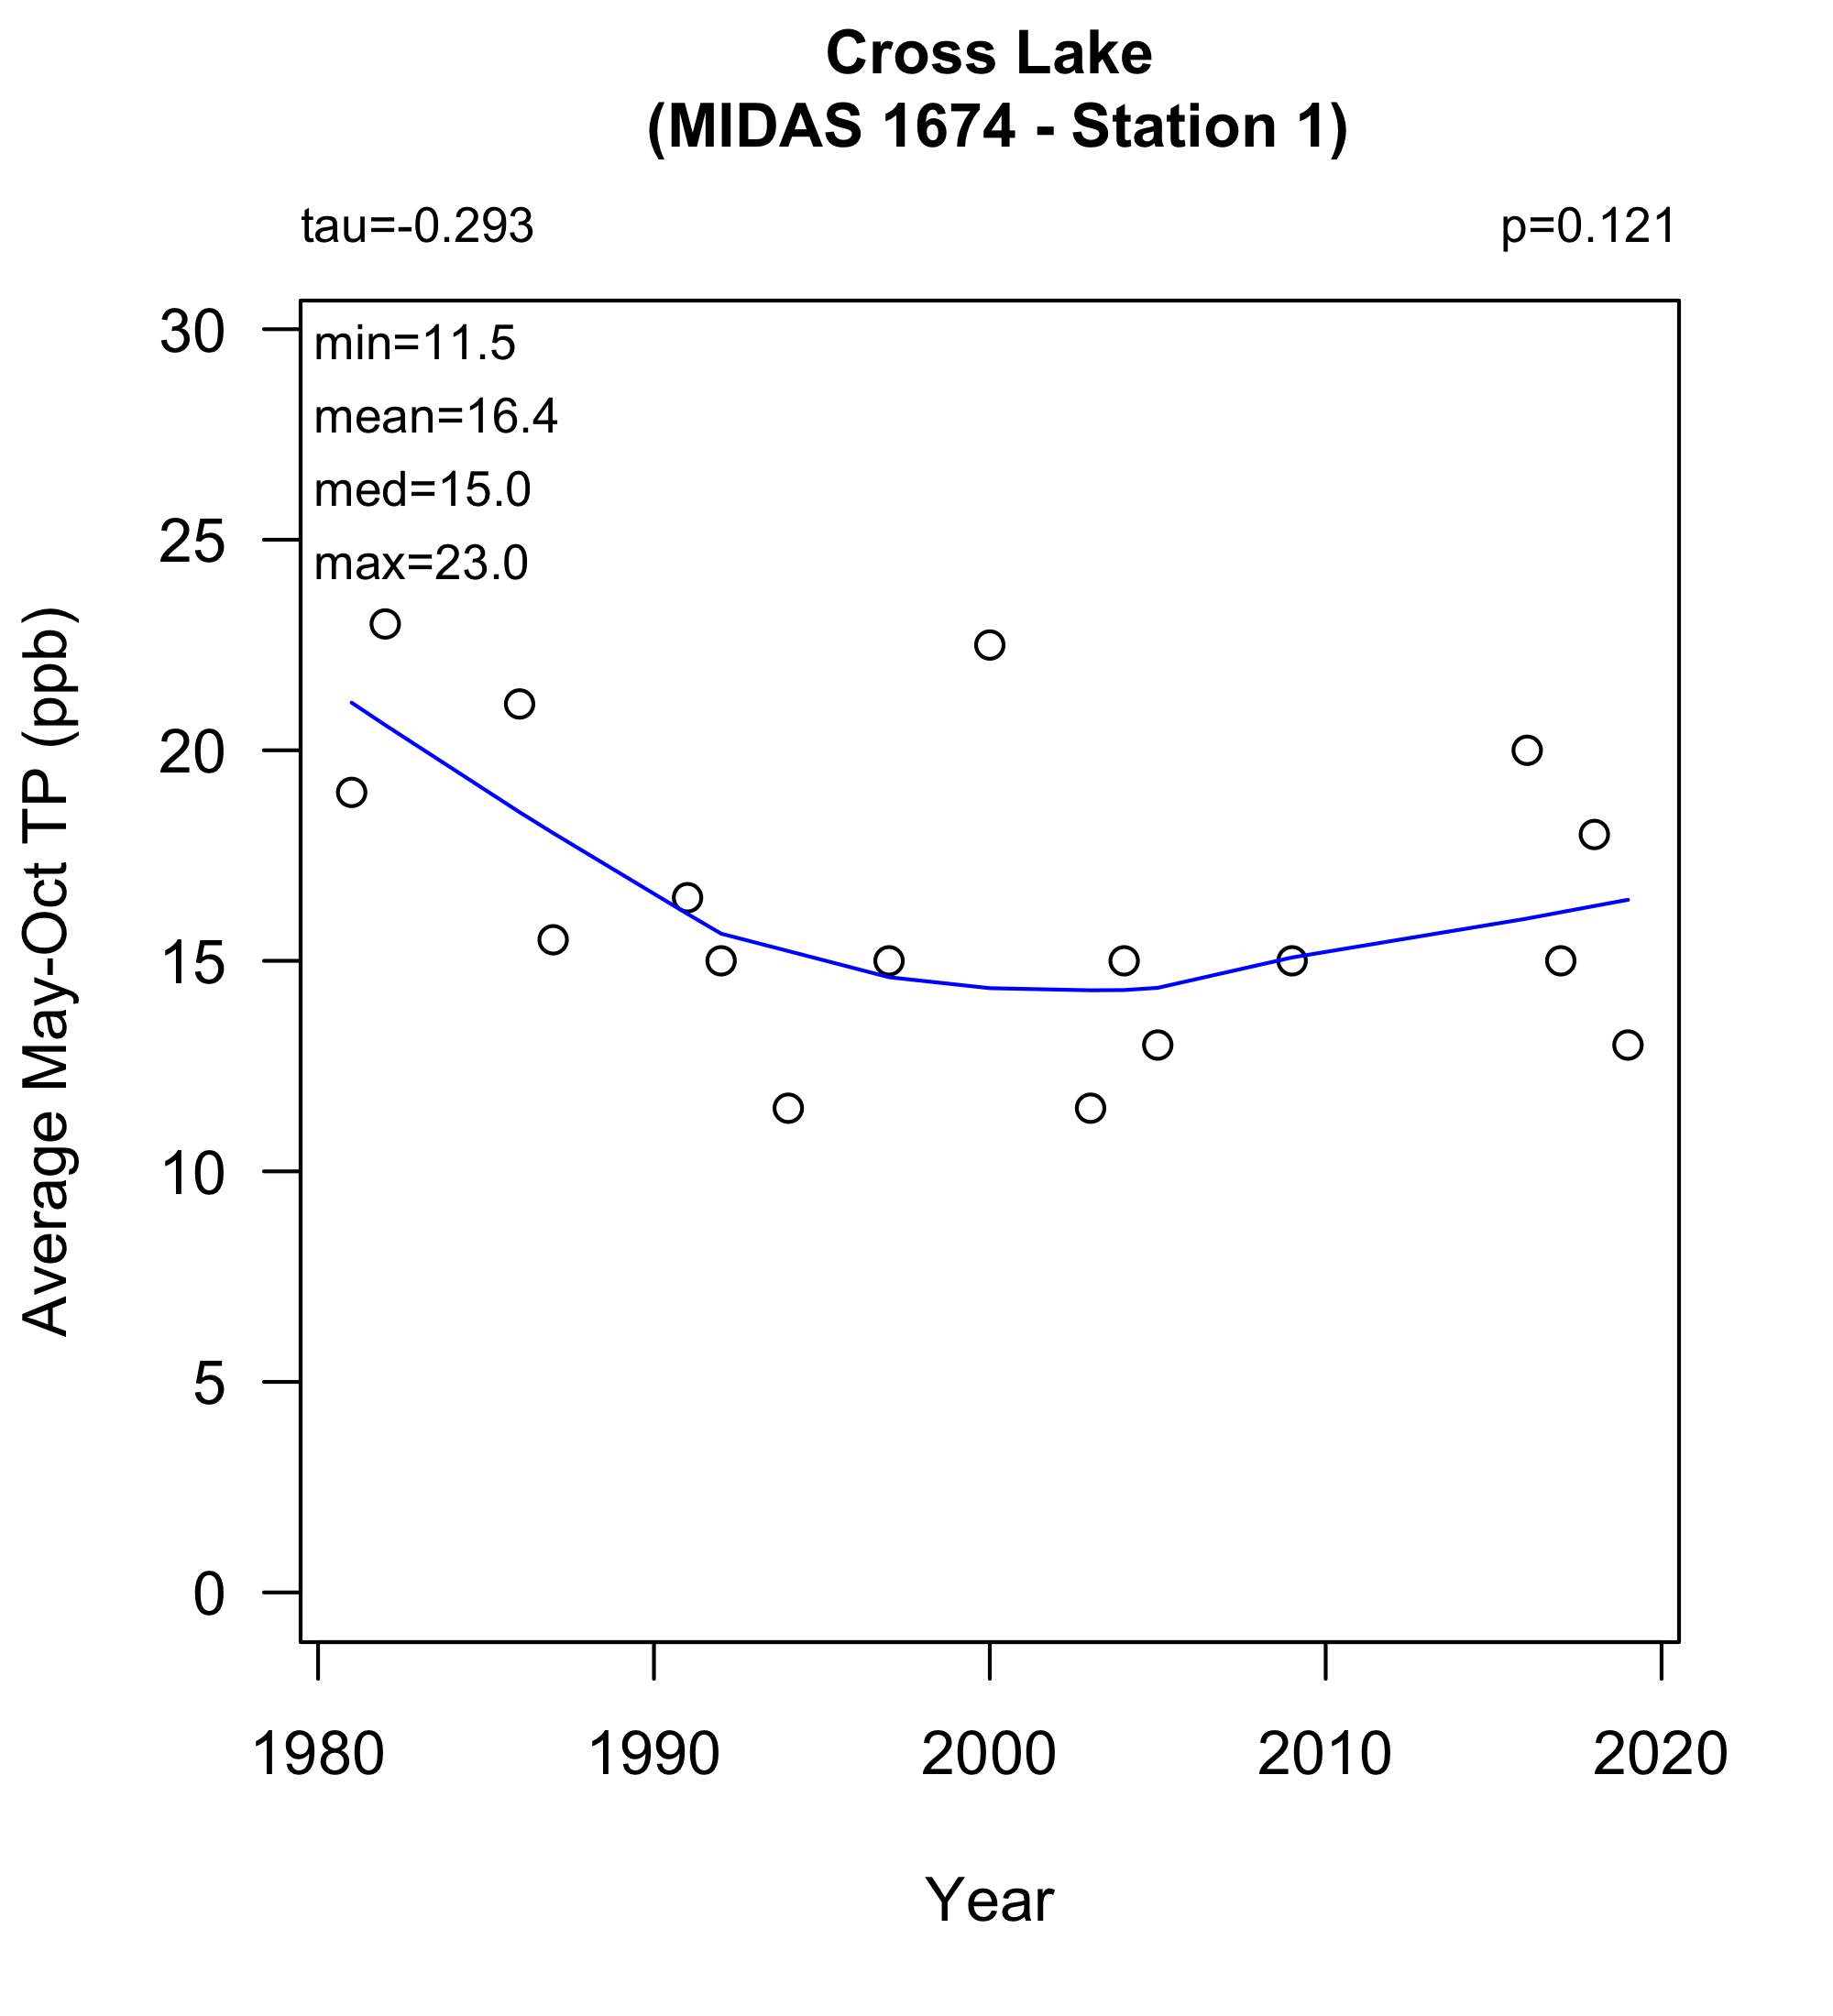 Cross Lake
(MIDAS 1674 - Station 1)
tau=-0.293
p=0.121
min=11.5
mean=16.4
med=15.0
max=23.0
Average May-Oct TP (ppb)
30
25
20
15
10
5
0
1980
1990
2000
2010
2020
Year